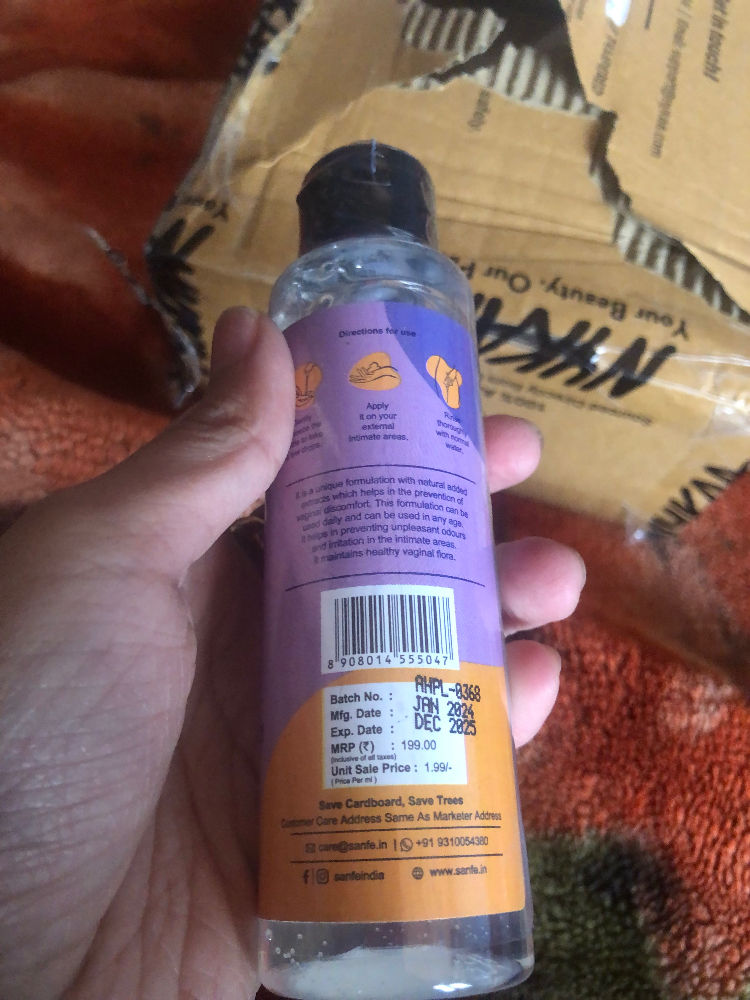 Directions for use
Apply
it on your
external
intimate areas.
Rinse
thoroughly
with normal
water.
It is a unique formulation with natural added
extracts which helps in the prevention of
vaginal discomfort. This formulation can be
used daily and can be used in any age.
It helps in preventing unpleasant odours
and irritation in the intimate areas.
It maintains healthy vaginal flora.
8 908014 555047
Batch No. : AHPL-0368
Mfg. Date : JAN 2024
Exp. Date : DEC 2025
MRP (₹) : 199.00
(Inclusive of all taxes)
Unit Sale Price : 1.99/-
( Price Per ml )
Save Cardboard, Save Trees
Customer Care Address Same As Marketer Address
care@sanfe.in | +91 9310054380
sanfeindia www.sanfe.in
Your Beauty. Our
NYKAA